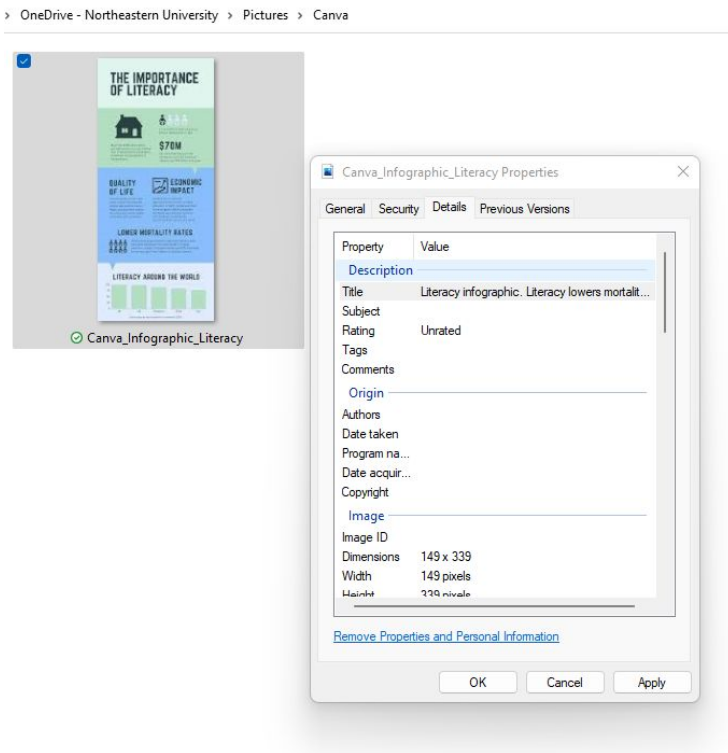 OneDrive - Northeastern University > Pictures > Canva
THE IMPORTANCE
OF LITERACY
$70M
QUALITY
OF LIFE
ECONOMIC
IMPACT
LOWER MORTALITY RATES
LITERACY AROUND THE WORLD
Canva_Infographic_Literacy
Canva_Infographic_Literacy Properties
General Security Details Previous Versions
Property Value
Description
Title Literacy infographic. Literacy lowers mortalit...
Subject
Rating Unrated
Tags
Comments
Origin
Authors
Date taken
Program na...
Date acquir...
Copyright
Image
Image ID
Dimensions 149 x 339
Width 149 pixels
Height 339 pixels
Remove Properties and Personal Information
OK Cancel Apply